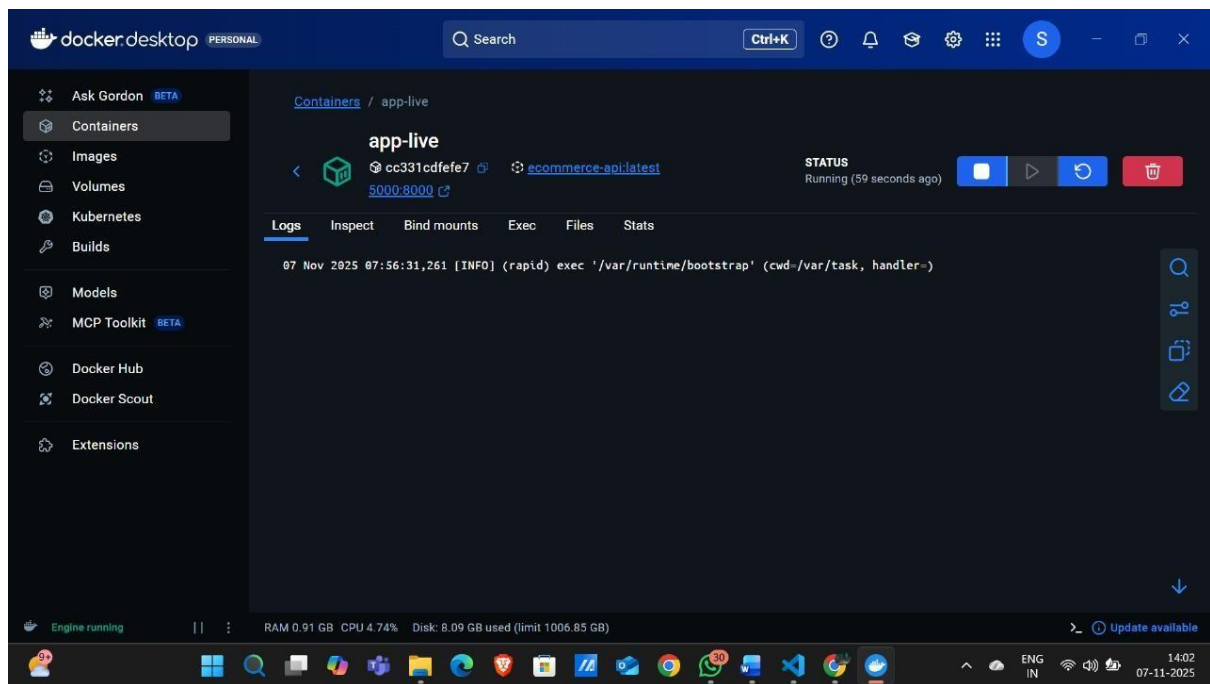 docker.desktop PERSONAL
Search
Ctrl+K
S
Ask Gordon BETA
Containers
Images
Volumes
Kubernetes
Builds
Models
MCP Toolkit BETA
Docker Hub
Docker Scout
Extensions
Containers / app-live
app-live
cc331cdfefe7 ecommerce-api:latest
5000:8000
STATUS
Running (59 seconds ago)
Logs Inspect Bind mounts Exec Files Stats
07 Nov 2025 07:56:31,261 [INFO] (rapid) exec '/var/runtime/bootstrap' (cwd=/var/task, handler=)
Engine running
RAM 0.91 GB CPU 4.74% Disk: 8.09 GB used (limit 1006.85 GB)
Update available
9+
30
ENG
IN
14:02
07-11-2025